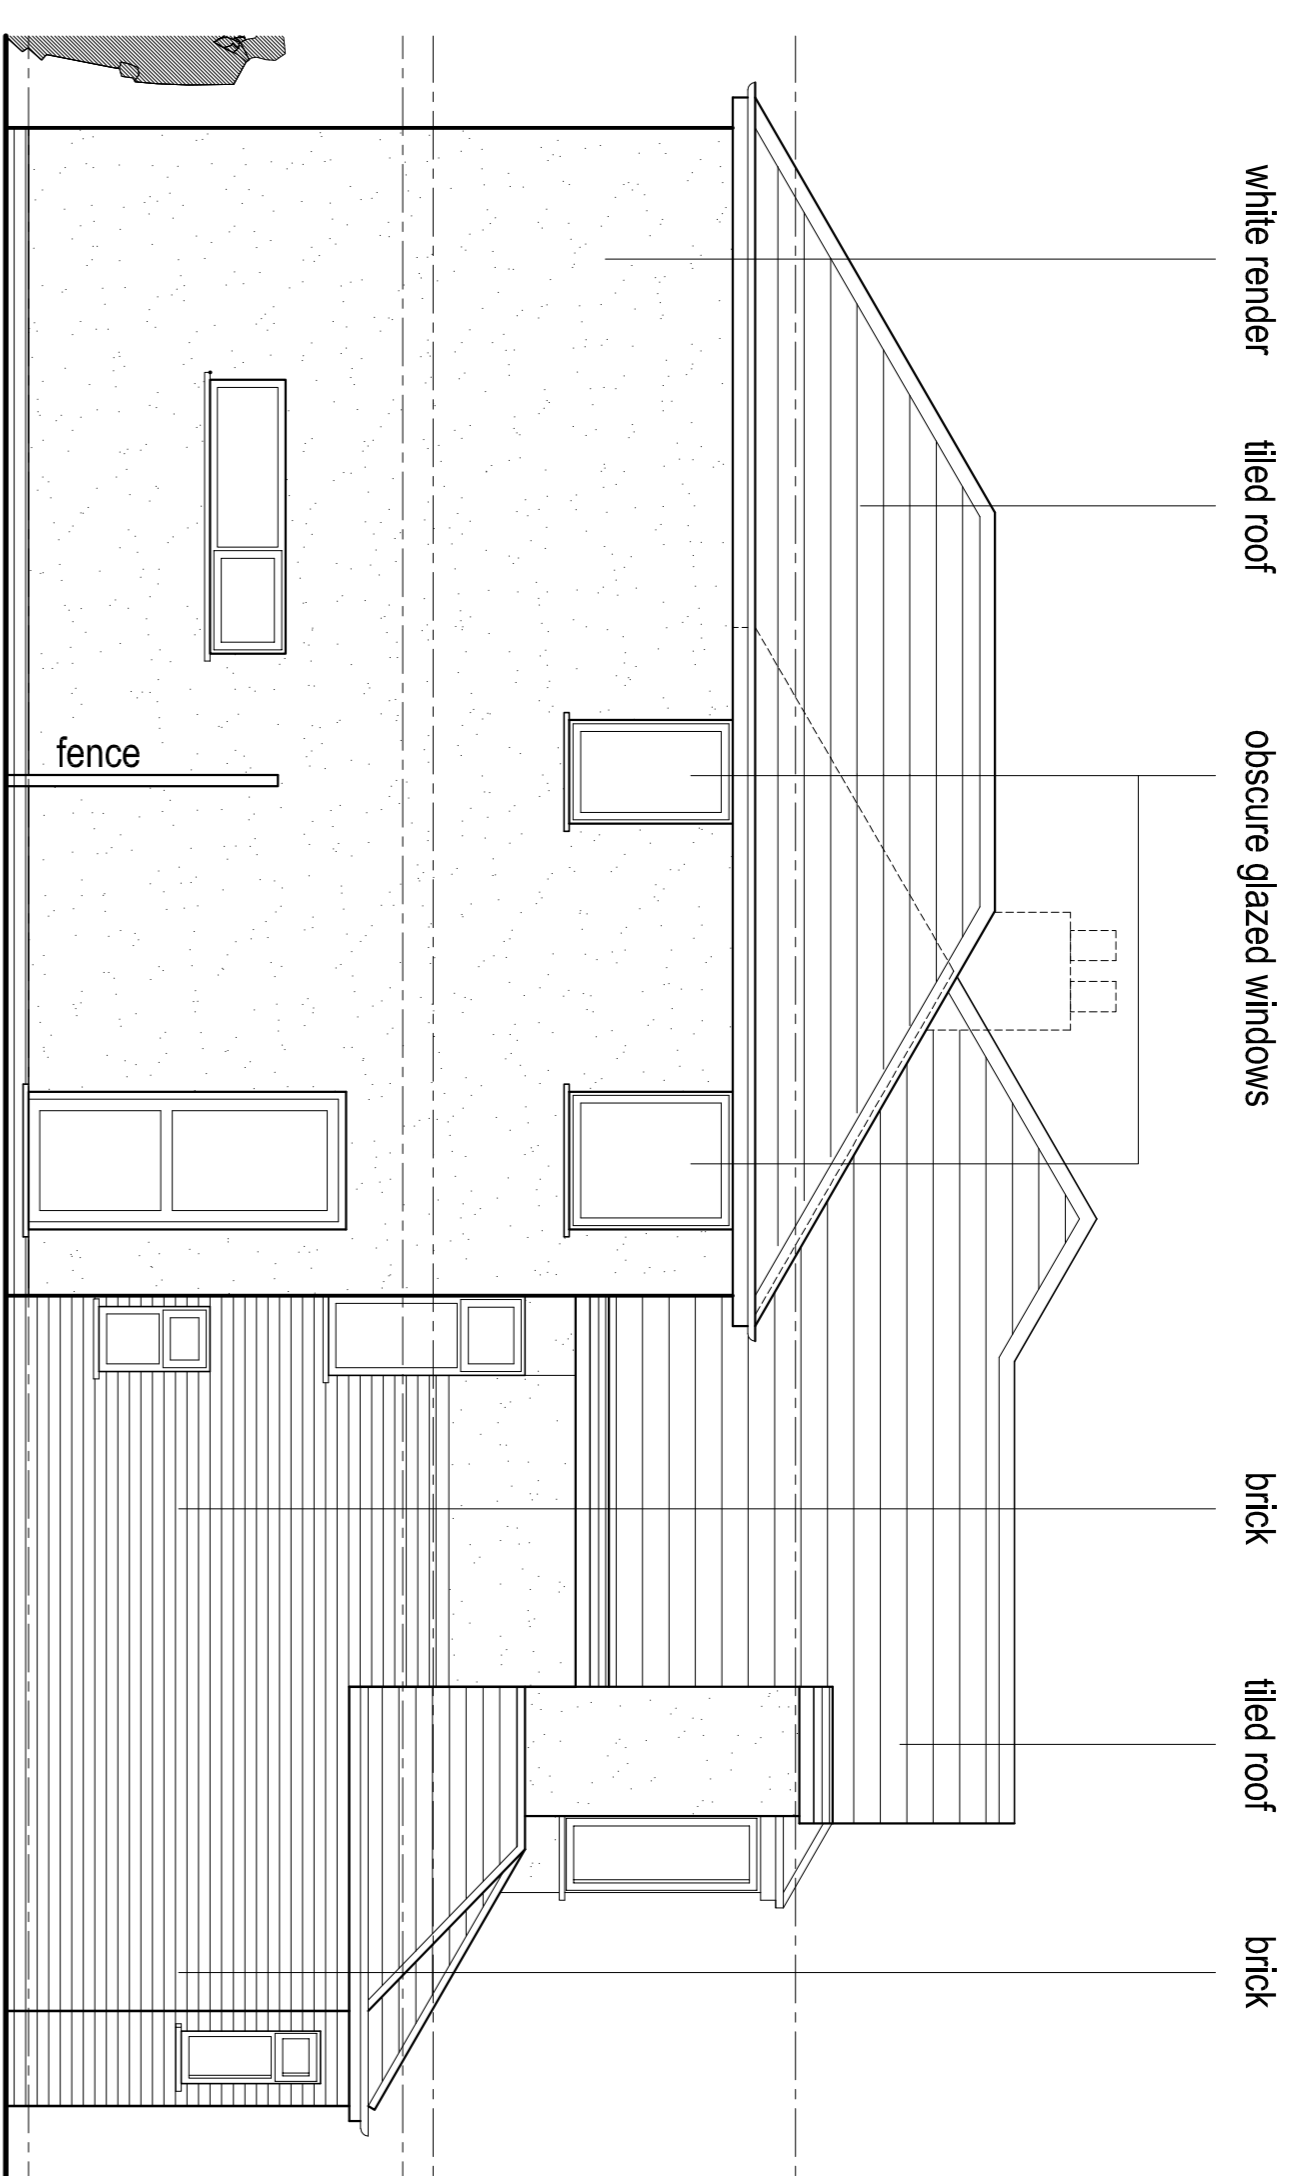 white render
tiled roof
obscure glazed windows
brick
tiled roof
brick
fence